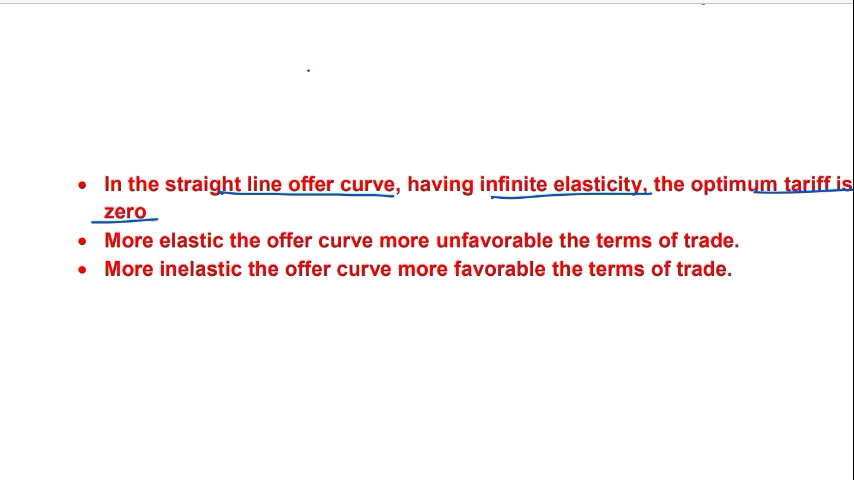 • In the straight line offer curve, having infinite elasticity, the optimum tariff is
zero
• More elastic the offer curve more unfavorable the terms of trade.
• More inelastic the offer curve more favorable the terms of trade.